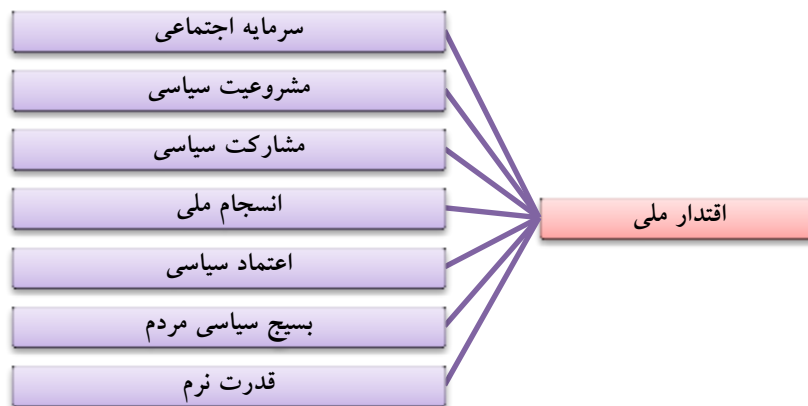 سرمایه اجتماعی
مشروعیت سیاسی
مشارکت سیاسی
انسجام ملی
اعتماد سیاسی
بسیج سیاسی مردم
قدرت نرم
اقتدار ملی